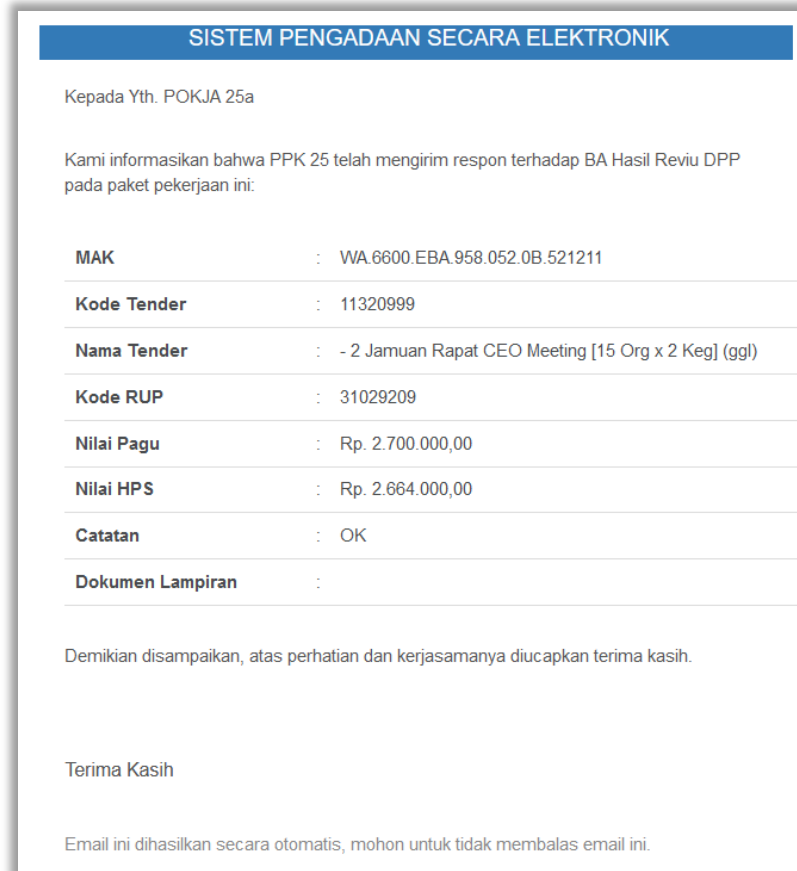 SISTEM PENGADAAN SECARA ELEKTRONIK
Kepada Yth. POKJA 25a
Kami informasikan bahwa PPK 25 telah mengirim respon terhadap BA Hasil Reviu DPP
pada paket pekerjaan ini:
MAK : WA.6600.EBA.958.052.0B.521211
Kode Tender : 11320999
Nama Tender : - 2 Jamuan Rapat CEO Meeting [15 Org x 2 Keg] (ggl)
Kode RUP : 31029209
Nilai Pagu : Rp. 2.700.000,00
Nilai HPS : Rp. 2.664.000,00
Catatan : OK
Dokumen Lampiran :
Demikian disampaikan, atas perhatian dan kerjasamanya diucapkan terima kasih.
Terima Kasih
Email ini dihasilkan secara otomatis, mohon untuk tidak membalas email ini.